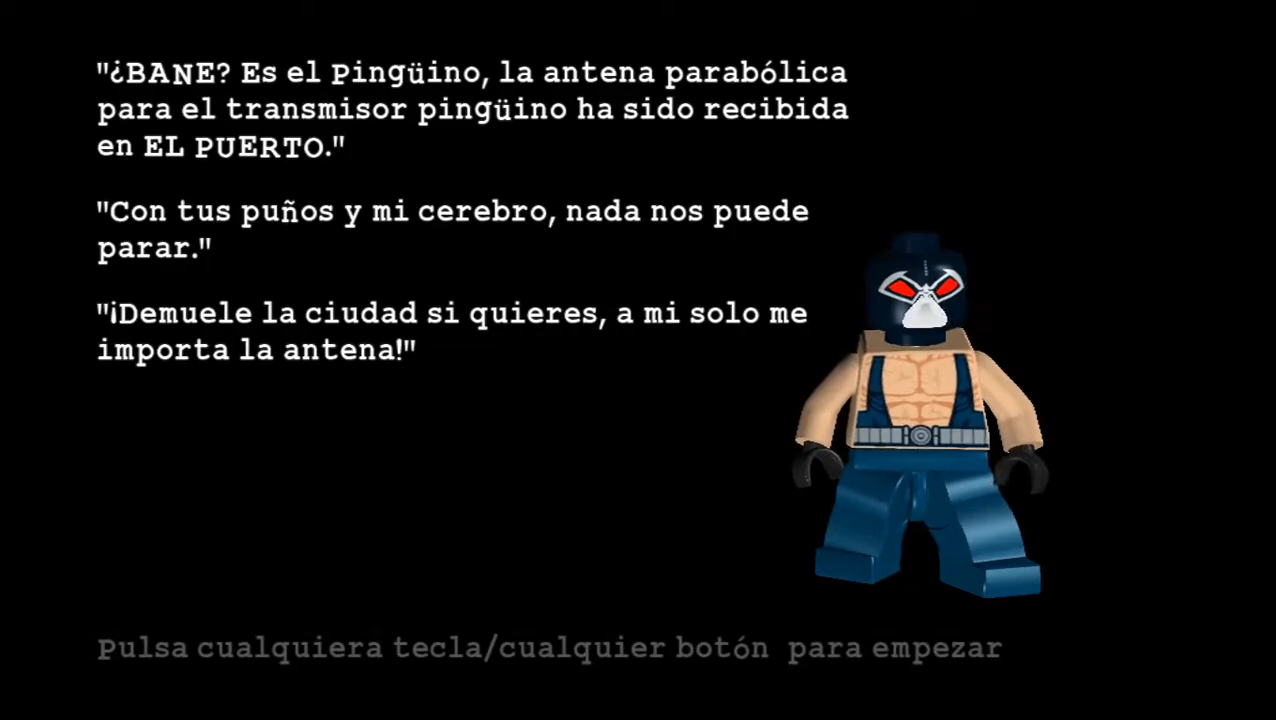 "¿BANE? Es el Pingüino, la antena parabólica
para el transmisor pingüino ha sido recibida
en EL PUERTO."
"Con tus puños y mi cerebro, nada nos puede
parar."
"¡Demuele la ciudad si quieres, a mi solo me
importa la antena!"
Pulsa cualquiera tecla/cualquier botón para empezar